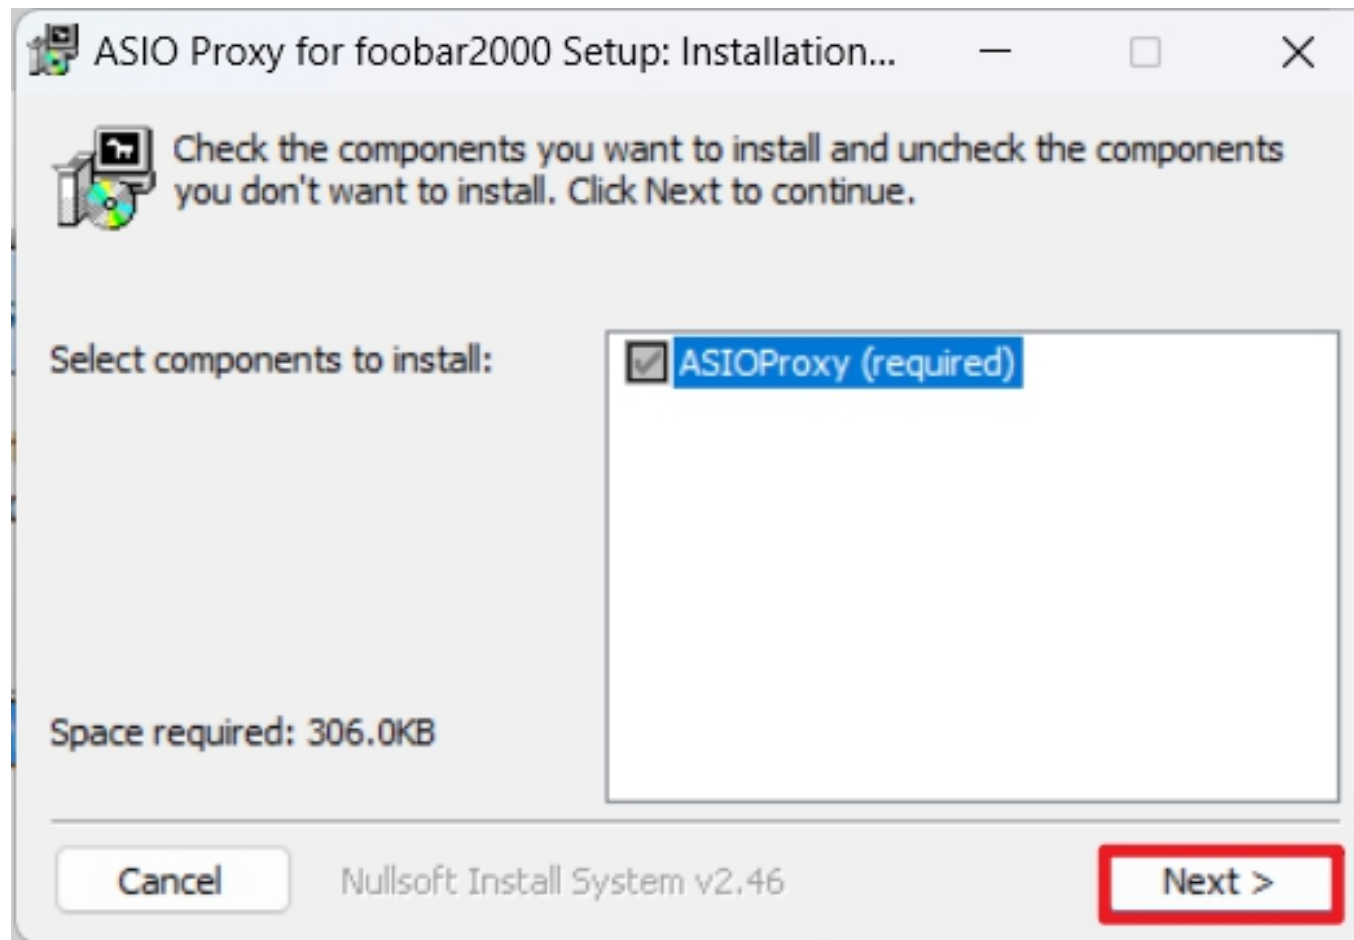 ASIO Proxy for foobar2000 Setup: Installation...
Check the components you want to install and uncheck the components
you don't want to install. Click Next to continue.
Select components to install:
ASIOProxy (required)
Space required: 306.0KB
Cancel
Nullsoft Install System v2.46
Next >